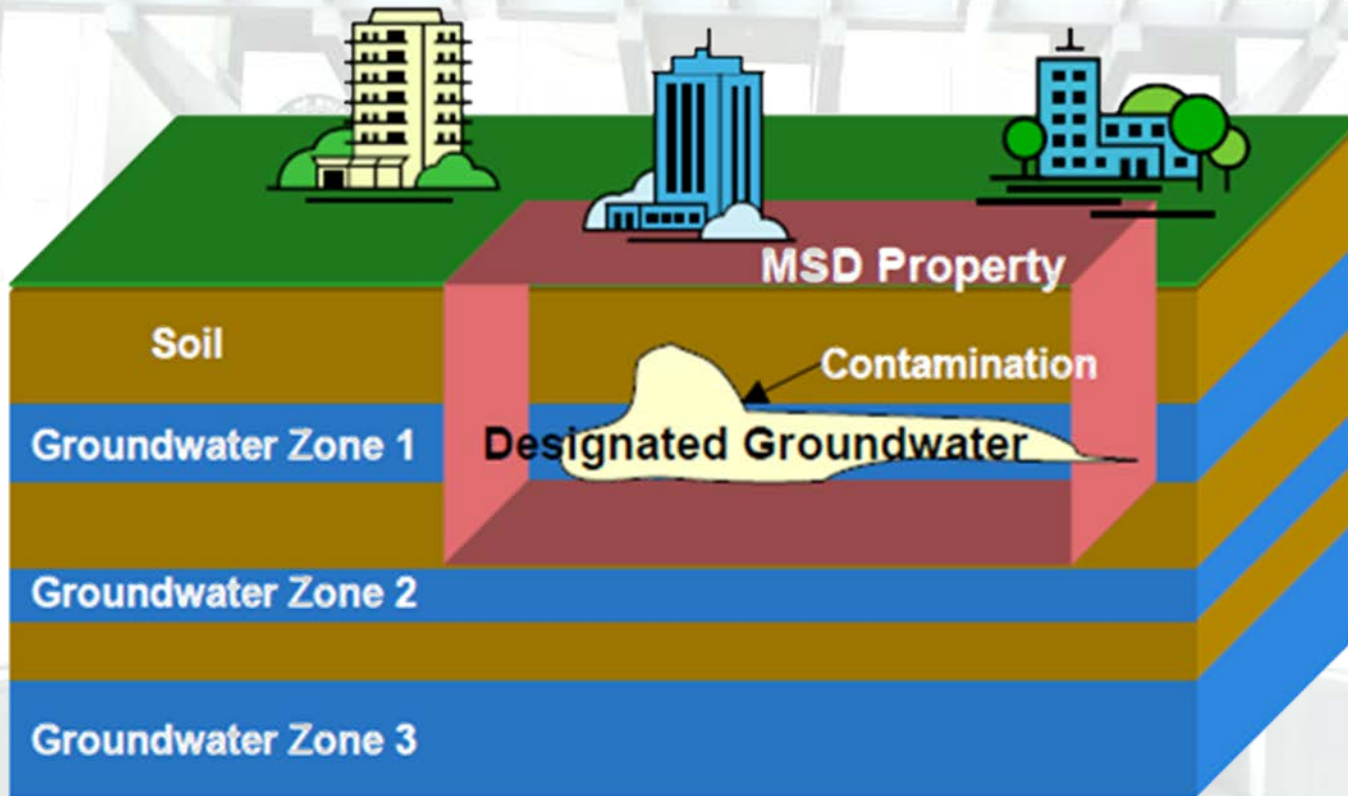 MSD Property
Soil
Contamination
Groundwater Zone 1
Designated Groundwater
Groundwater Zone 2
Groundwater Zone 3